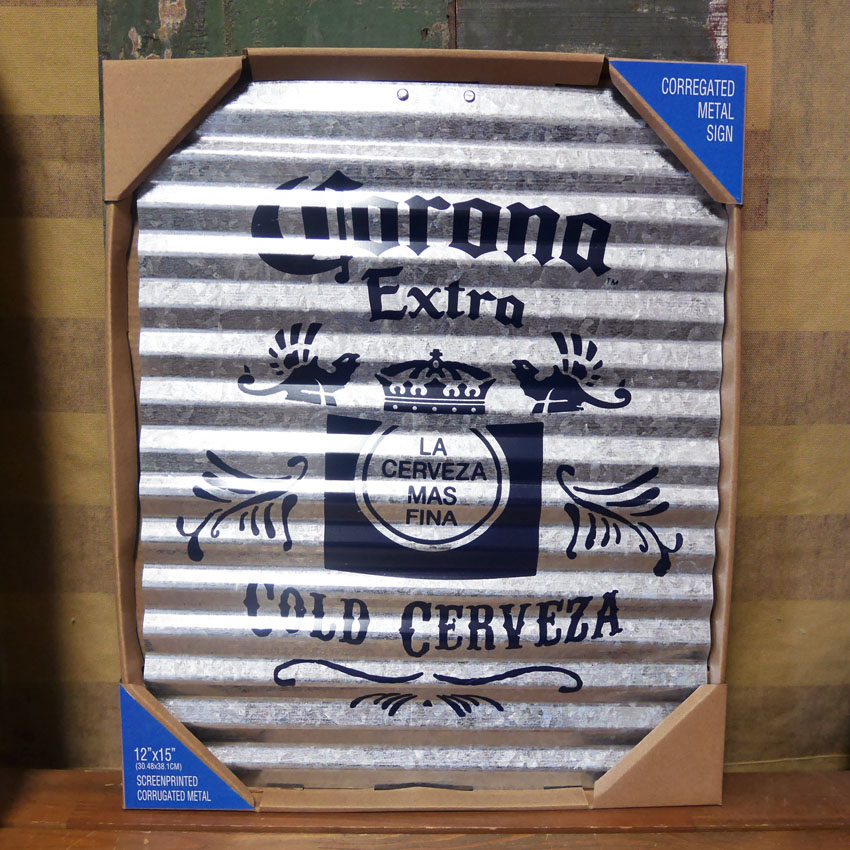 CORREGATED
METAL
SIGN
Corona
TM
Extra
LA
CERVEZA
MAS
FINA
COLD CERVEZA
12"x15"
(30.48x38.1CM)
SCREENPRINTED
CORRUGATED METAL